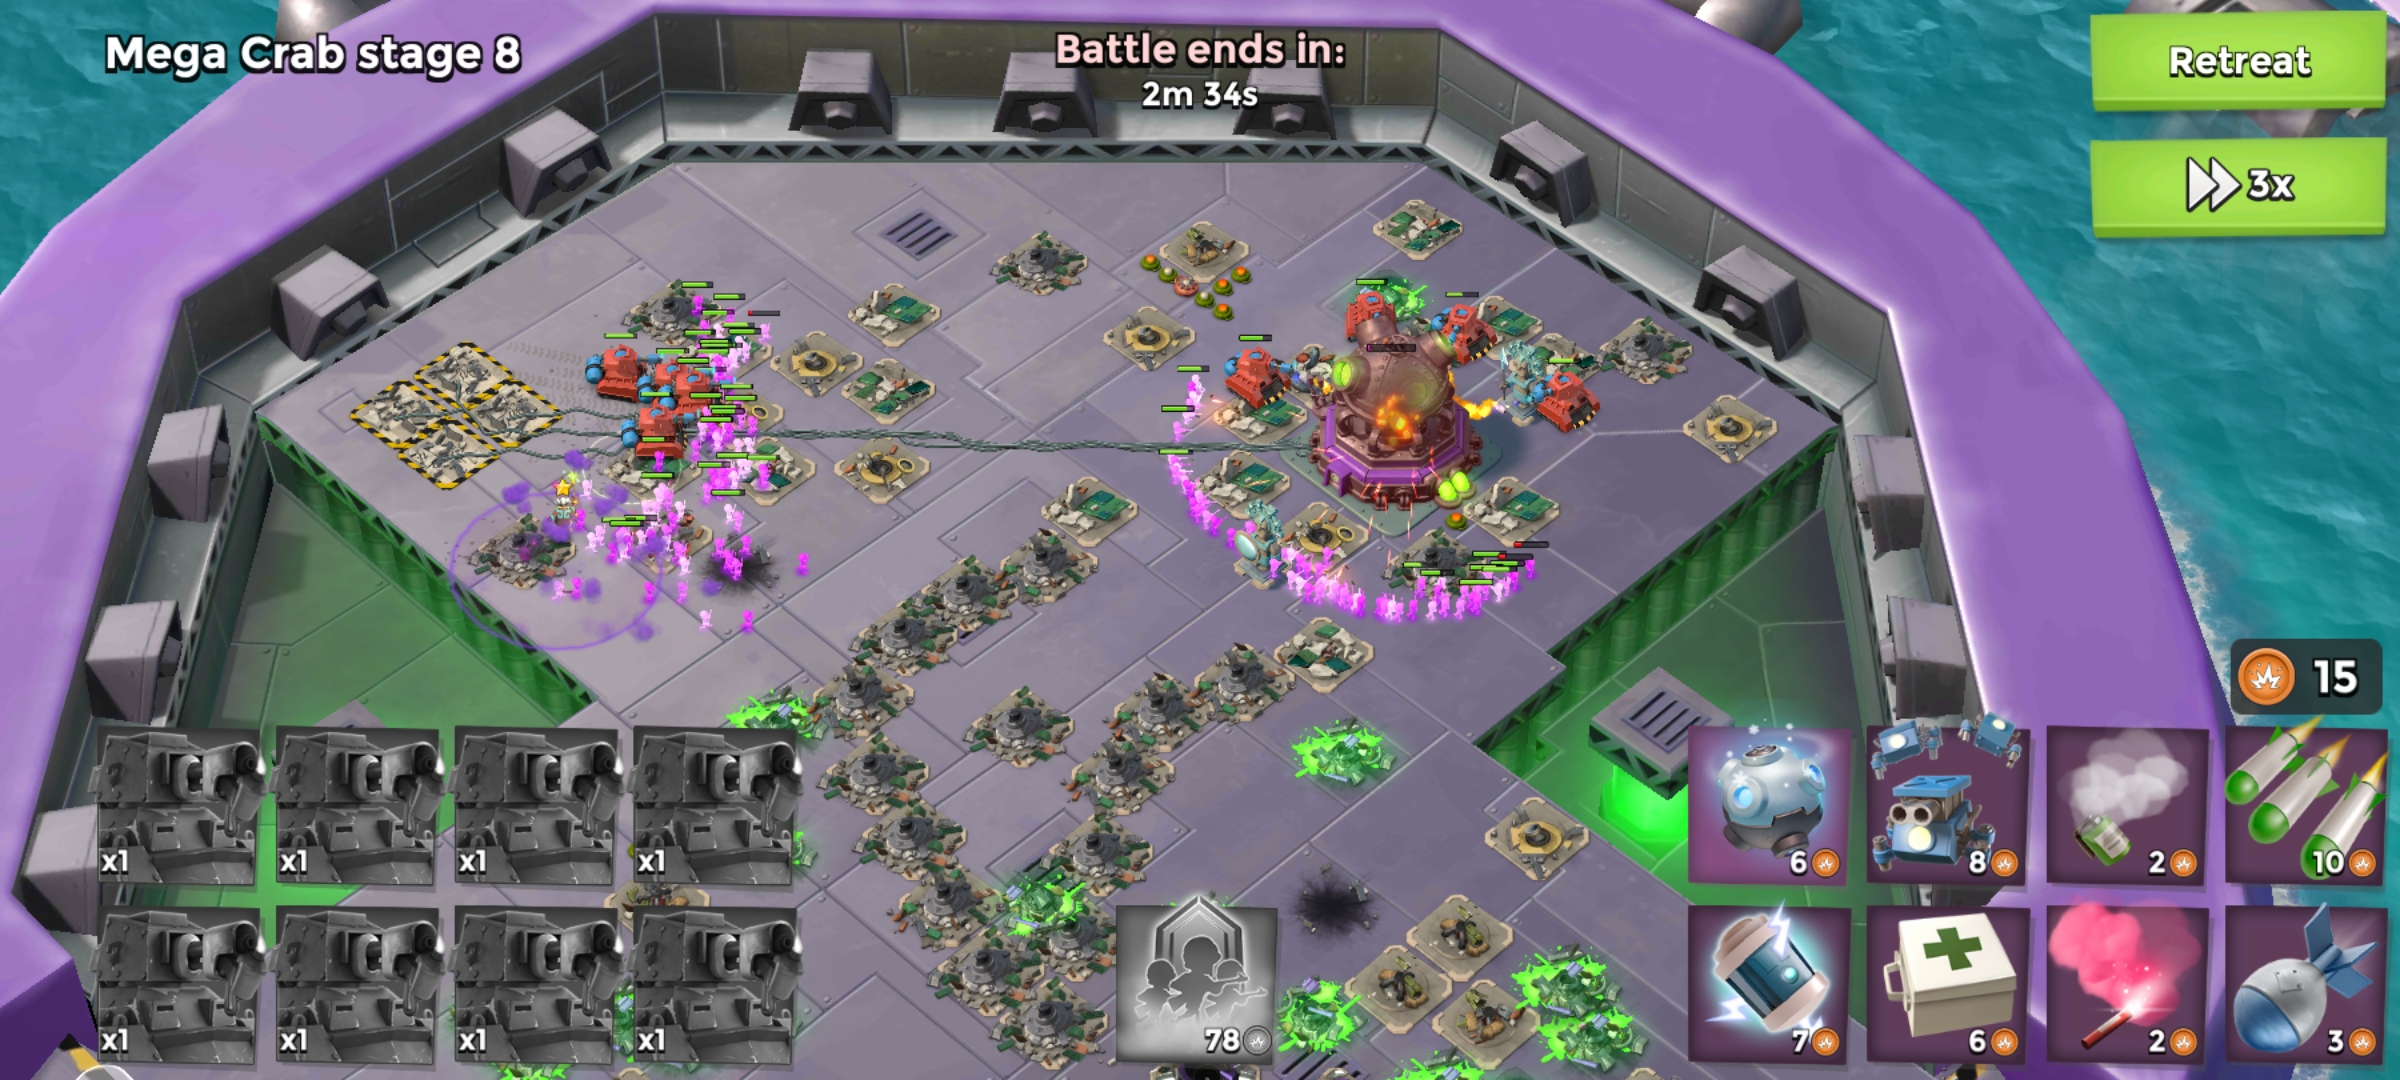 Mega Crab stage 8
Battle ends in:
2m 34s
Retreat
3x
15
x1
x1
x1
x1
6
8
2
10
x1
x1
x1
x1
78
7
6
2
3